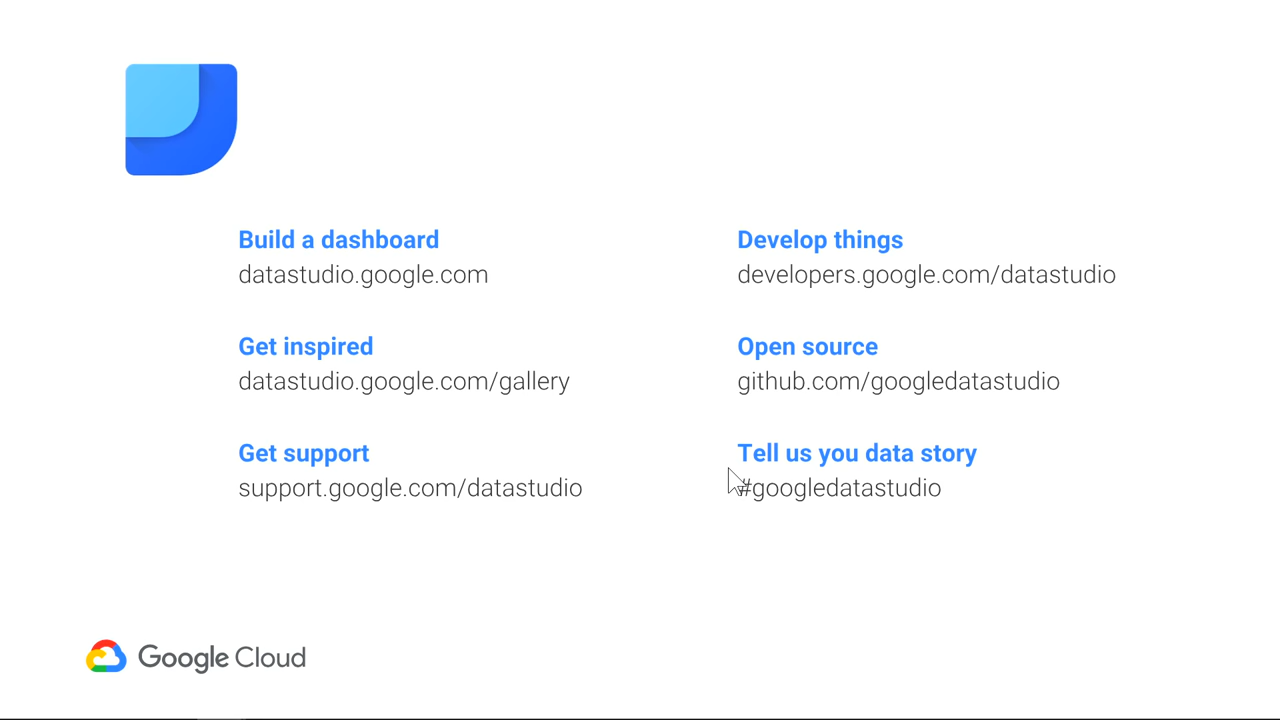 Build a dashboard
datastudio.google.com
Get inspired
datastudio.google.com/gallery
Get support
support.google.com/datastudio
Develop things
developers.google.com/datastudio
Open source
github.com/googledatastudio
Tell us you data story
#googledatastudio
Google Cloud